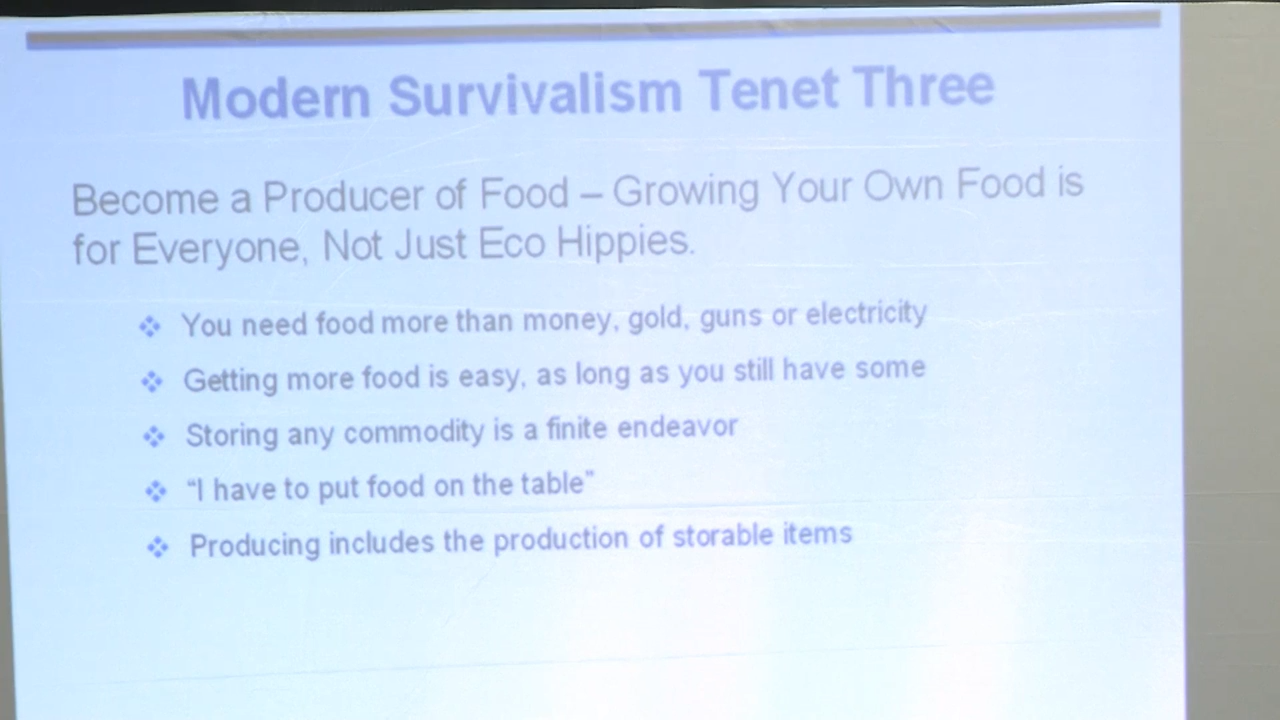 Modern Survivalism Tenet Three
Become a Producer of Food – Growing Your Own Food is
for Everyone, Not Just Eco Hippies.
You need food more than money, gold, guns or electricity
Getting more food is easy, as long as you still have some
Storing any commodity is a finite endeavor
“I have to put food on the table”
Producing includes the production of storable items